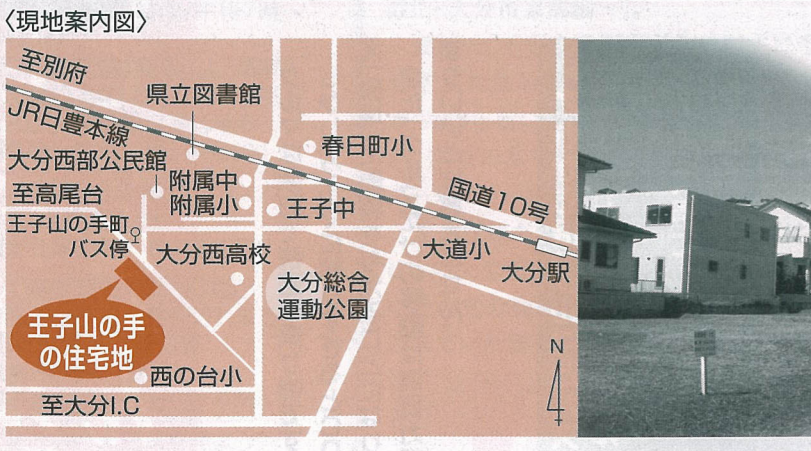 〈現地案内図〉
至別府
県立図書館
JR日豊本線
春日町小
大分西部公民館
附属中
附属小
至高尾台
国道10号
王子中
王子山の手町
バス停
大分西高校
大道小
大分駅
大分総合
運動公園
王子山の手
の住宅地
西の台小
至大分I.C
N